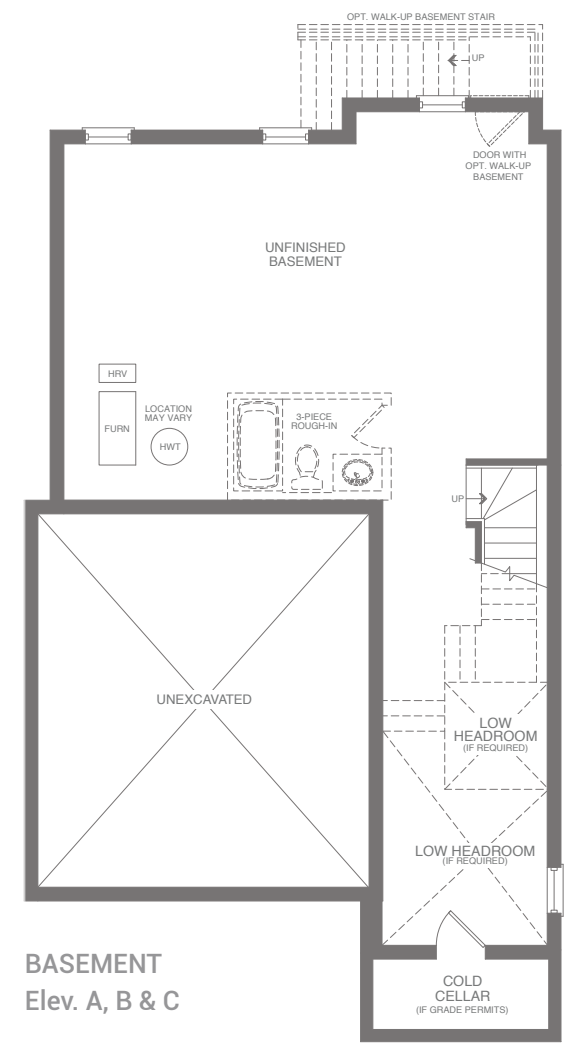 OPT. WALK-UP BASEMENT STAIR
UP
DOOR WITH
OPT. WALK-UP
BASEMENT
UNFINISHED
BASEMENT
HRV
FURN
LOCATION
MAY VARY
HWT
3-PIECE
ROUGH-IN
UP
UNEXCAVATED
LOW
HEADROOM
(IF REQUIRED)
LOW HEADROOM
(IF REQUIRED)
COLD
CELLAR
(IF GRADE PERMITS)
BASEMENT
Elev. A, B & C